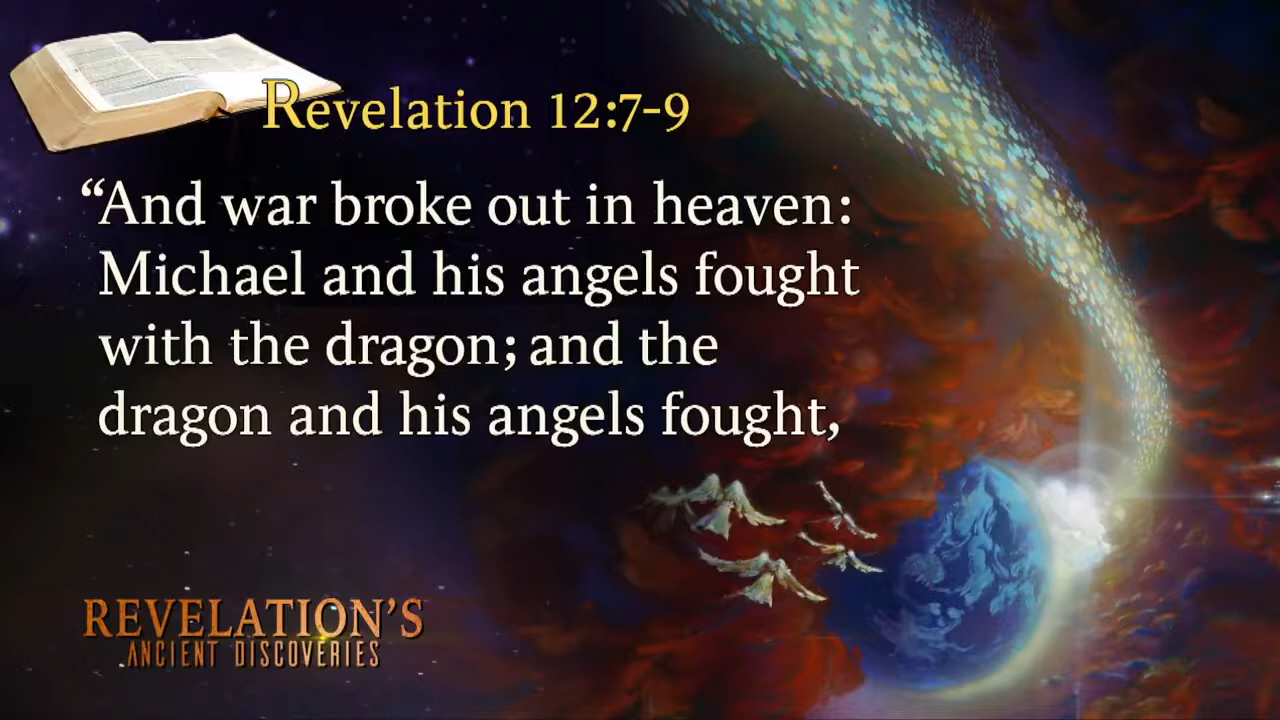 Revelation 12:7-9
“And war broke out in heaven:
Michael and his angels fought
with the dragon; and the
dragon and his angels fought,
REVELATION’S
ANCIENT DISCOVERIES